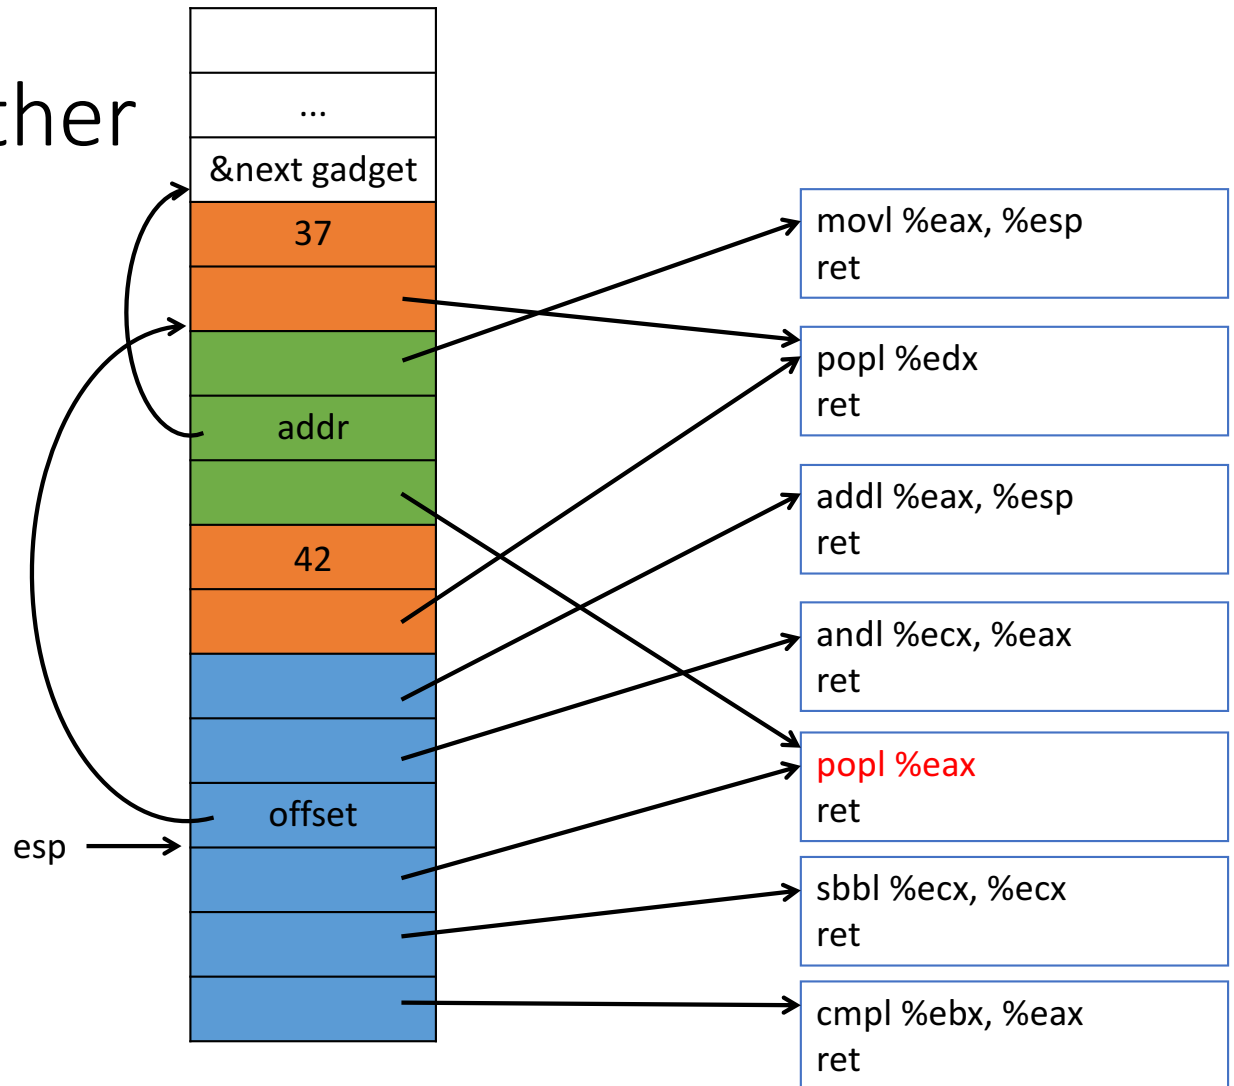 ther
...
&next gadget
37
addr
42
offset
esp
movl %eax, %esp
ret
popl %edx
ret
addl %eax, %esp
ret
andl %ecx, %eax
ret
popl %eax
ret
sbbl %ecx, %ecx
ret
cmpl %ebx, %eax
ret